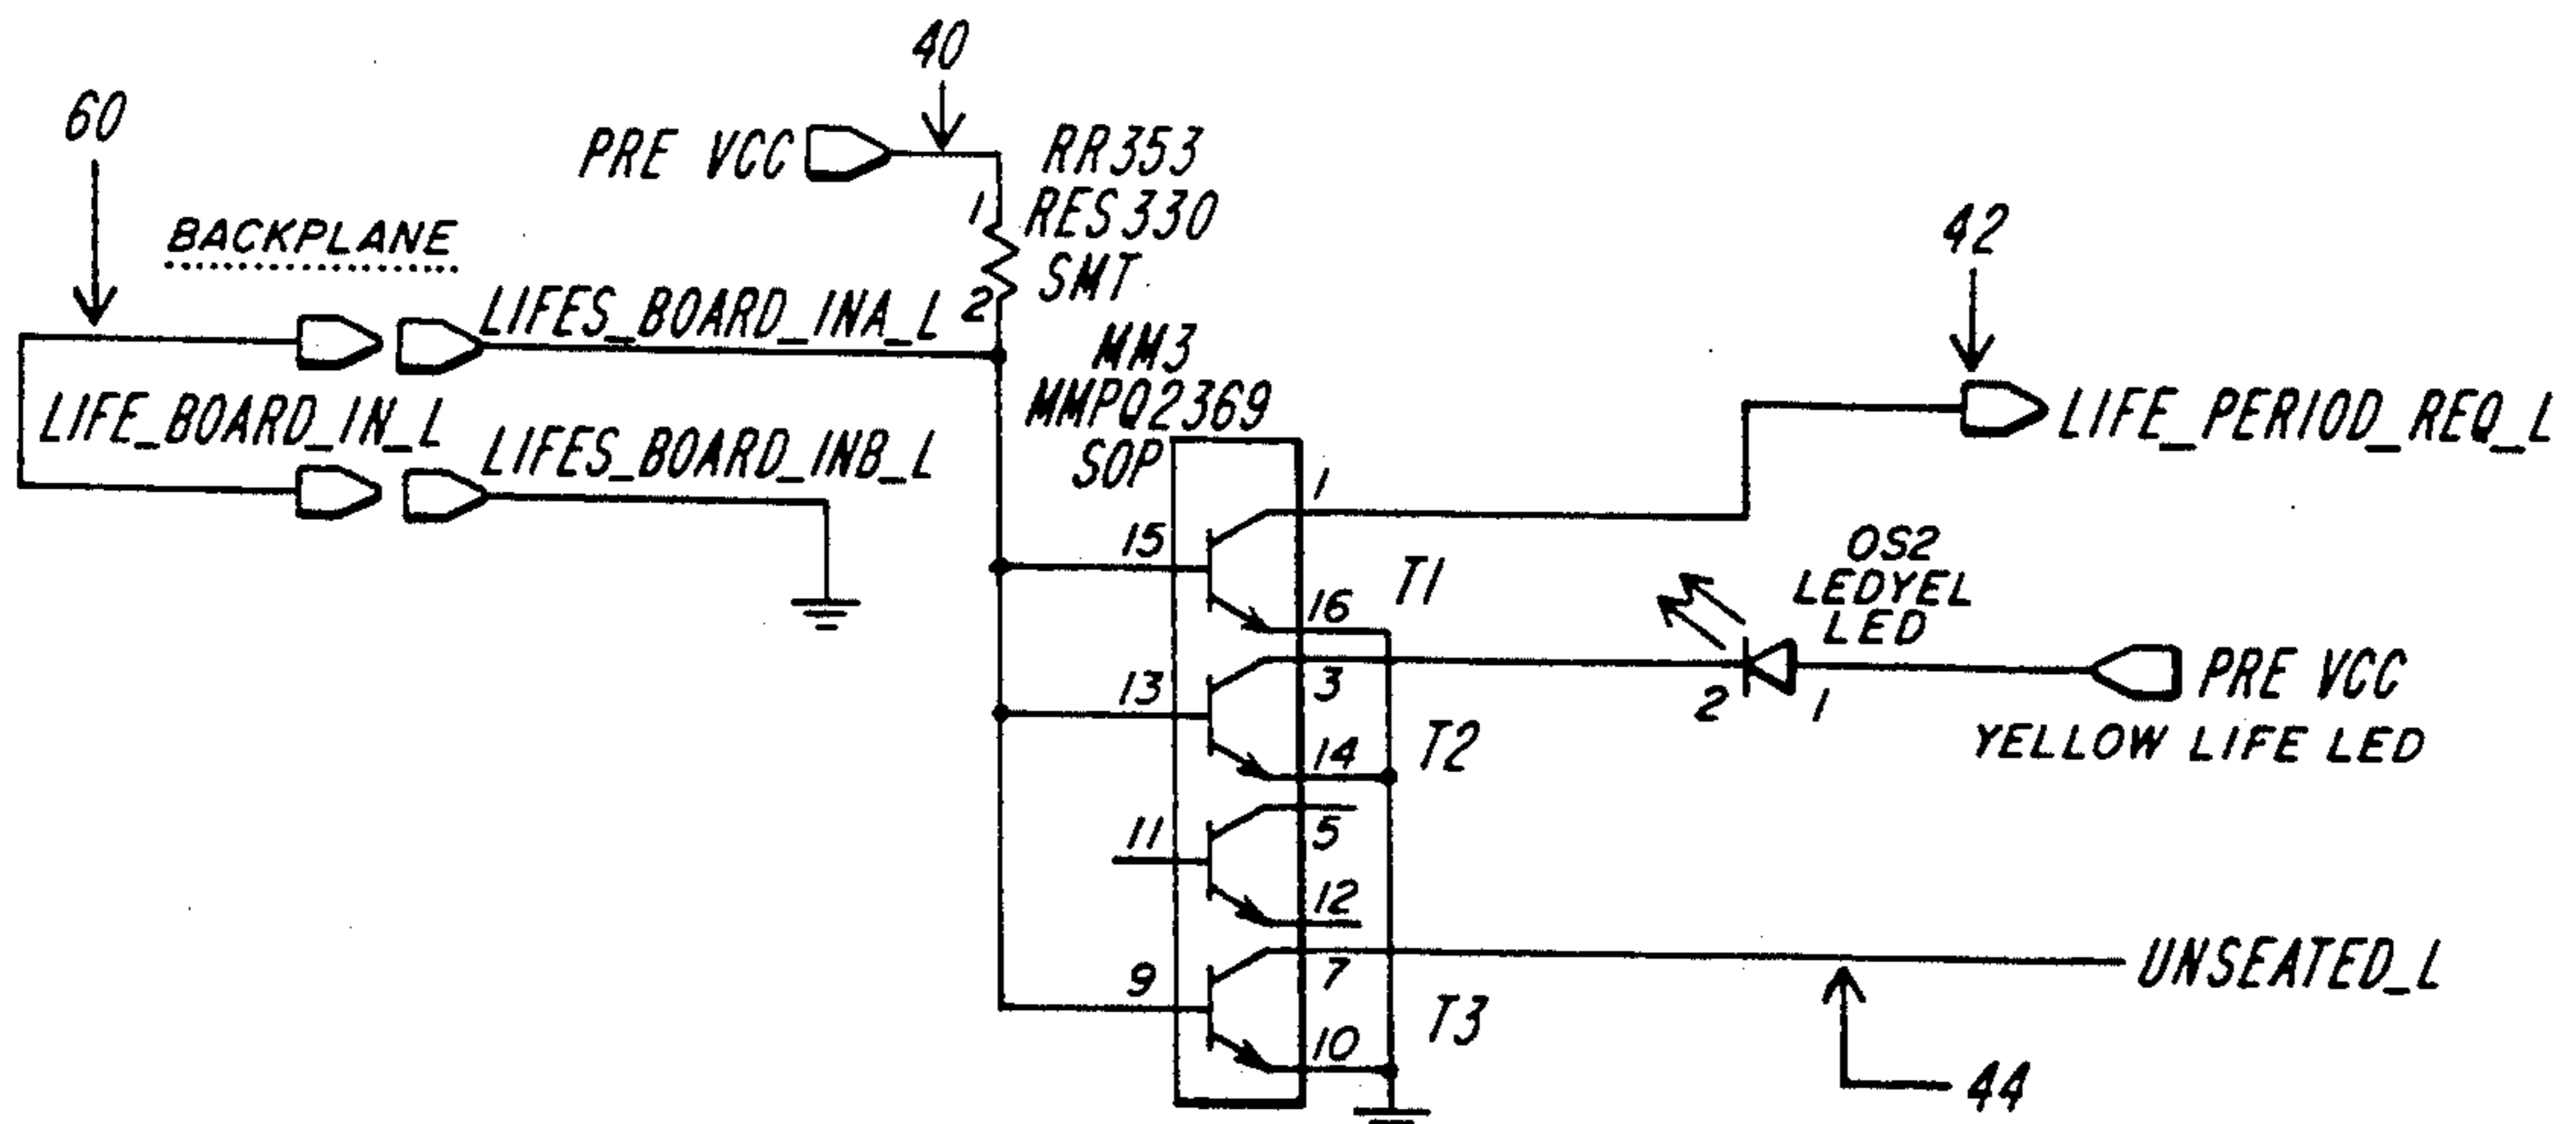 40
60
PRE VCC
RR353
RES330
SMT
1
2
BACKPLANE
LIFES_BOARD_INA_L
42
MM3
MMPQ2369
SOP
LIFE_BOARD_IN_L
LIFES_BOARD_INB_L
LIFE_PERIOD_REQ_L
1
15
16
T1
OS2
LEDYEL
LED
13
3
14
T2
2
1
PRE VCC
YELLOW LIFE LED
11
5
12
9
7
10
T3
UNSEATED_L
44